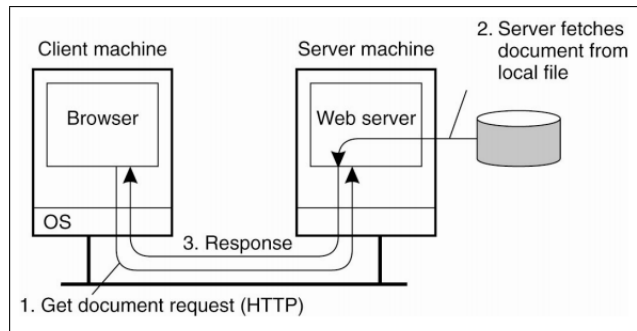 Client machine
Server machine
2. Server fetches
document from
local file
Browser
Web server
OS
3. Response
1. Get document request (HTTP)